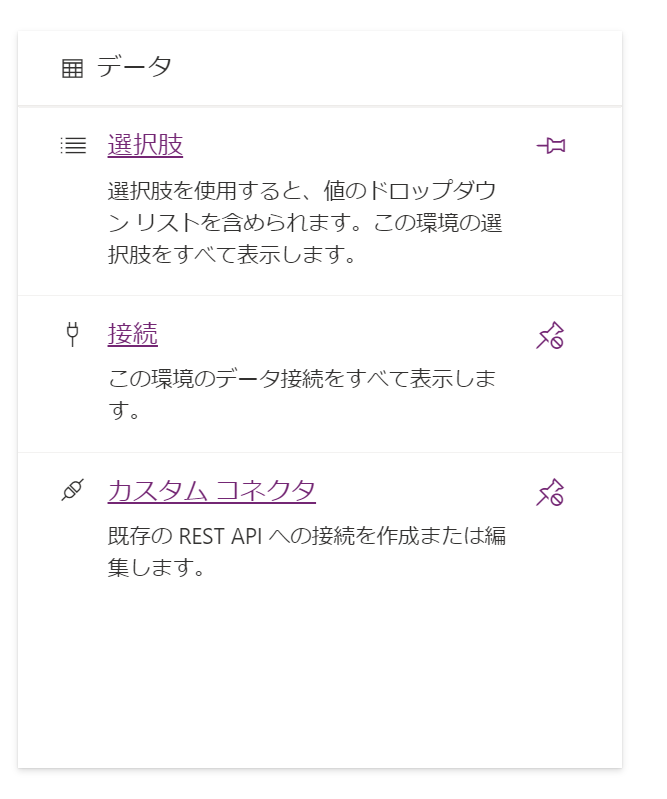 データ
選択肢
選択肢を使用すると、値のドロップダウ
ン リストを含められます。この環境の選
択肢をすべて表示します。
接続
この環境のデータ接続をすべて表示しま
す。
カスタム コネクタ
既存の REST API への接続を作成または編
集します。